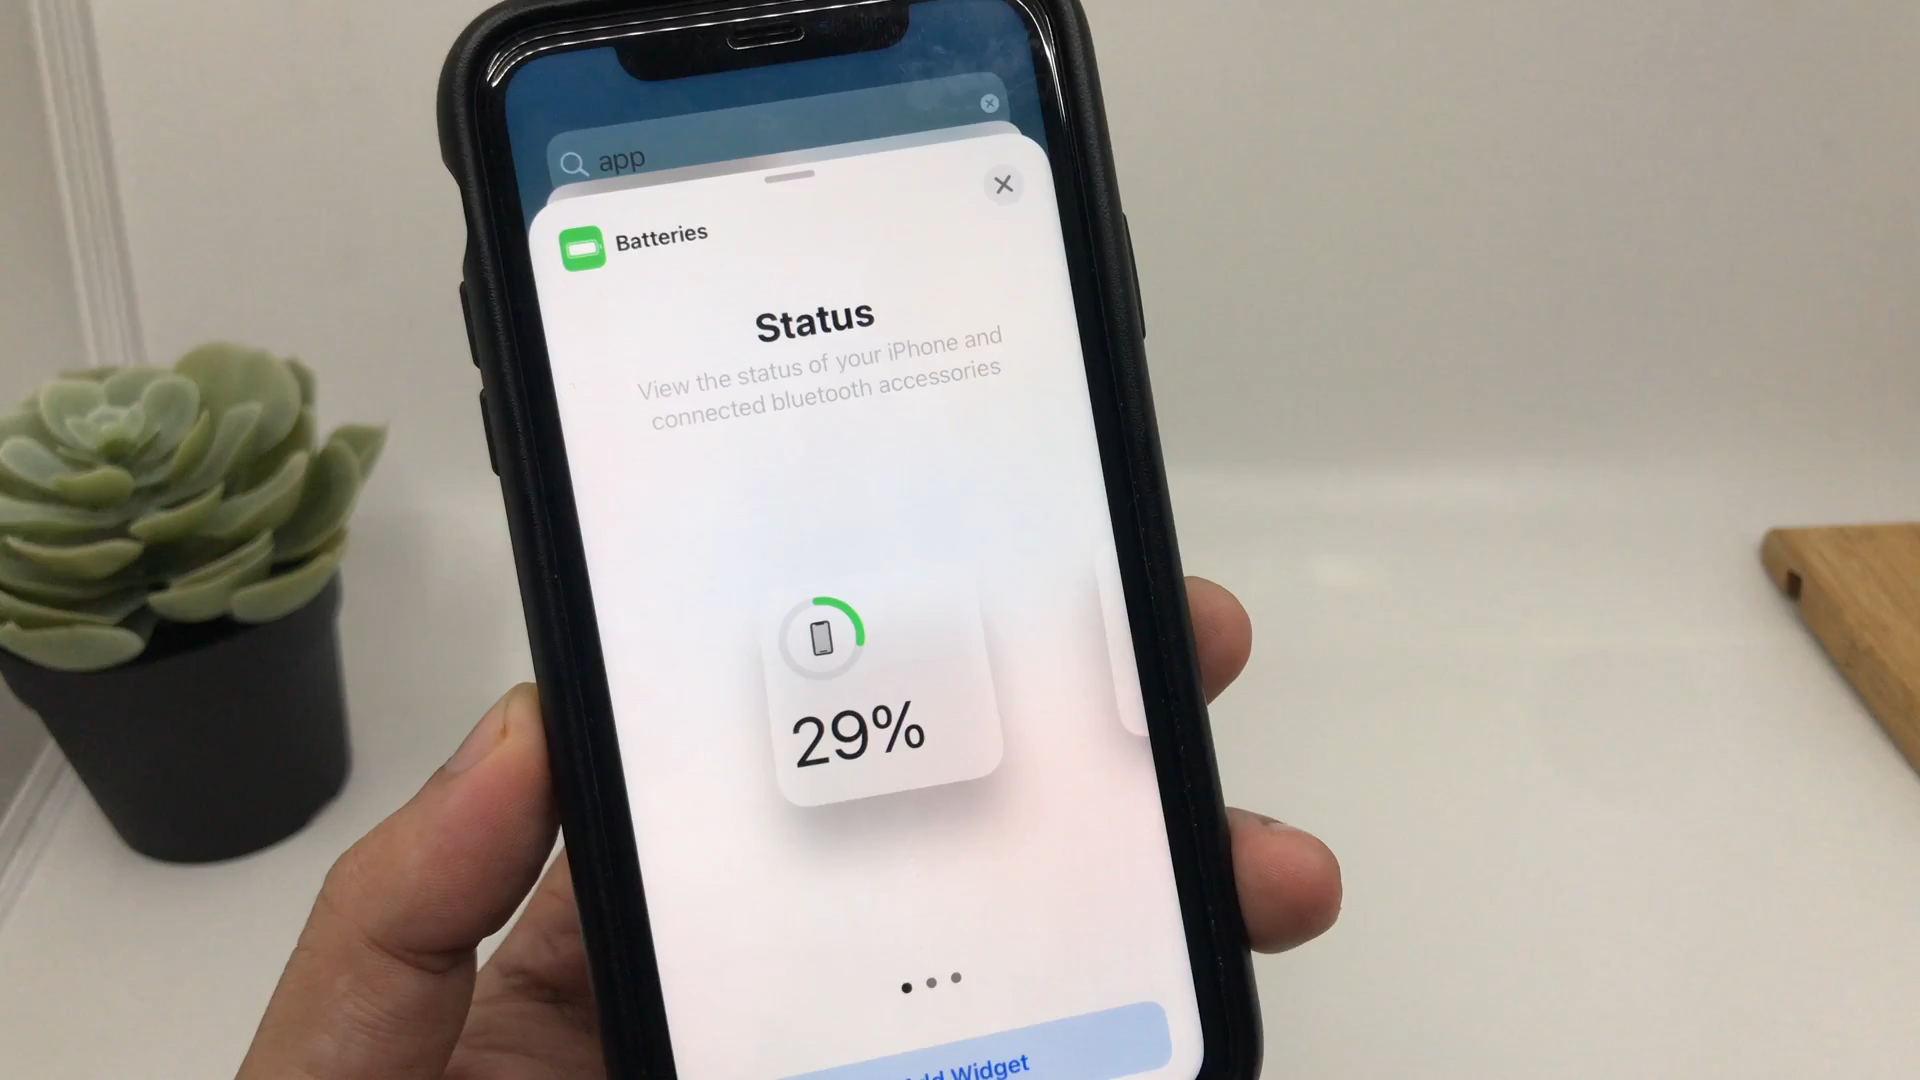 app
Batteries
Status
View the status of your iPhone and
connected bluetooth accessories
29%
Add Widget